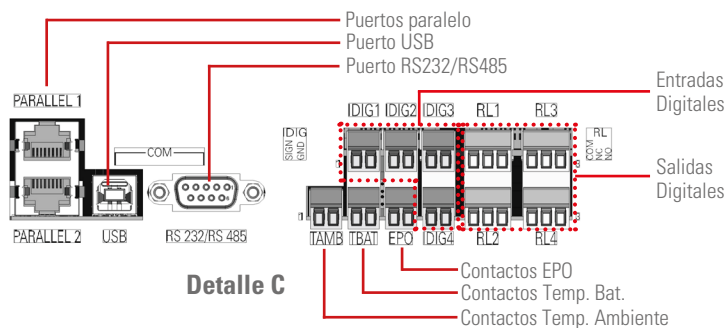 Puertos paralelo
Puerto USB
Puerto RS232/RS485
Entradas
Digitales
PARALLEL 1
IDIG1 IDIG2 IDIG3 RL1 RL3
IDIG
SIGN
GND
RL
COM
NC
NO
COM
Salidas
Digitales
PARALLEL 2 USB RS 232/RS 485
TAMB TBAT EPO IDIG4 RL2 RL4
Detalle C
Contactos EPO
Contactos Temp. Bat.
Contactos Temp. Ambiente